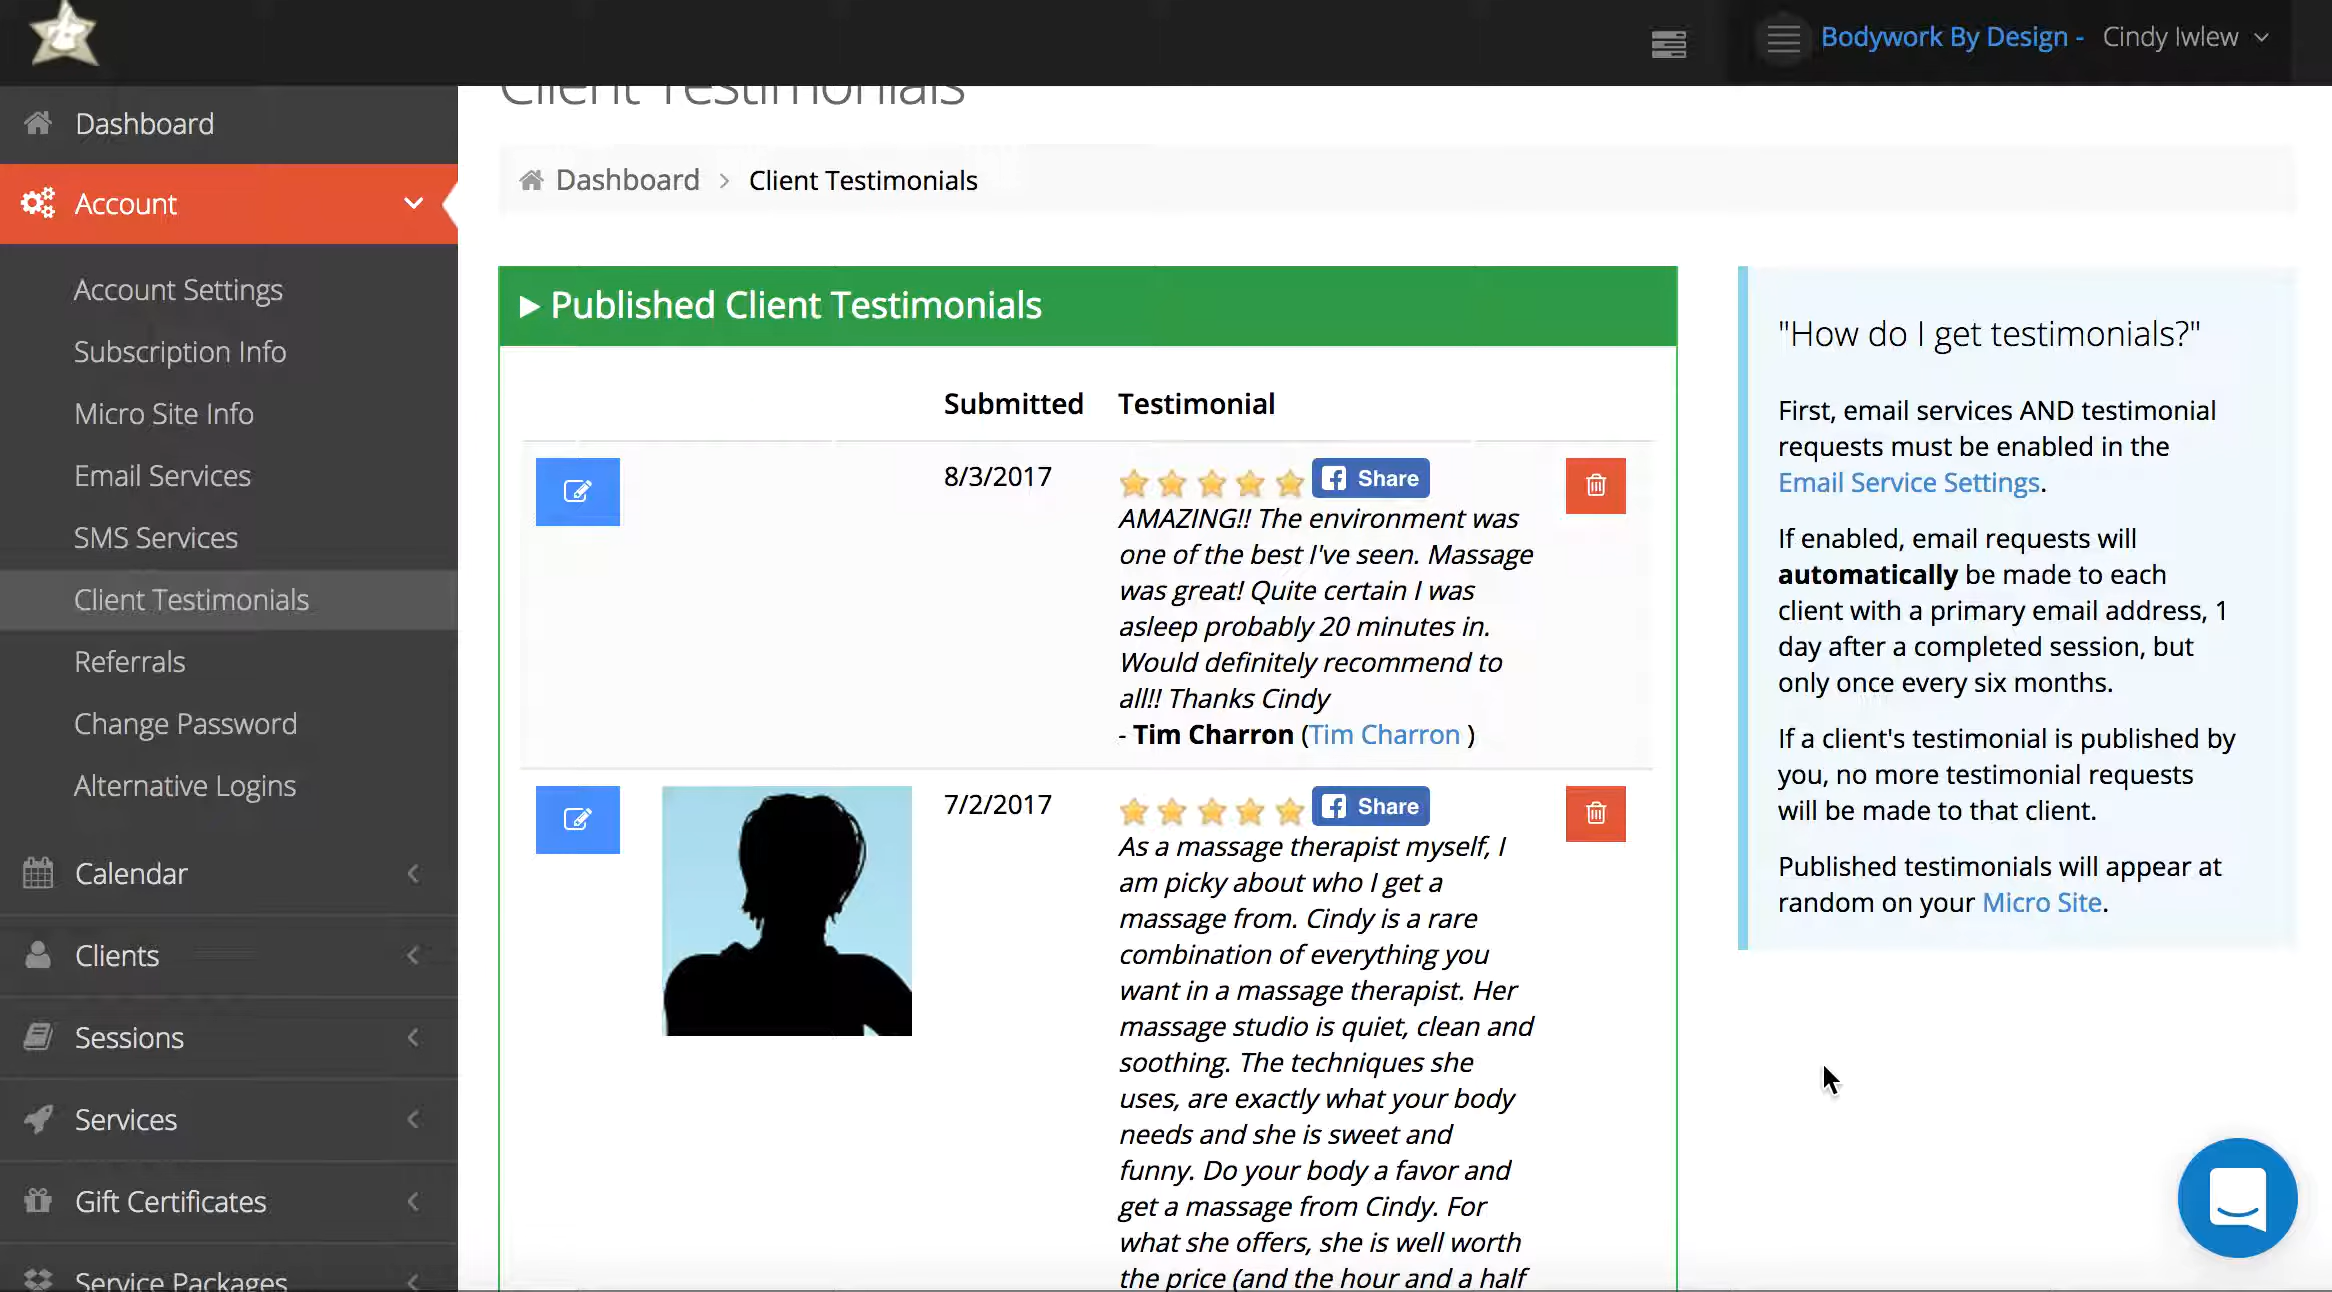 Bodywork By Design - Cindy Iwlew
Client Testimonials
Dashboard
Account
Account Settings
Subscription Info
Micro Site Info
Email Services
SMS Services
Client Testimonials
Referrals
Change Password
Alternative Logins
Calendar
Clients
Sessions
Services
Gift Certificates
Service Packages
Dashboard > Client Testimonials
Published Client Testimonials
Submitted Testimonial
8/3/2017
Share
AMAZING!! The environment was
one of the best I've seen. Massage
was great! Quite certain I was
asleep probably 20 minutes in.
Would definitely recommend to
all!! Thanks Cindy
- Tim Charron (Tim Charron )
7/2/2017
Share
As a massage therapist myself, I
am picky about who I get a
massage from. Cindy is a rare
combination of everything you
want in a massage therapist. Her
massage studio is quiet, clean and
soothing. The techniques she
uses, are exactly what your body
needs and she is sweet and
funny. Do your body a favor and
get a massage from Cindy. For
what she offers, she is well worth
the price (and the hour and a half
"How do I get testimonials?"
First, email services AND testimonial
requests must be enabled in the
Email Service Settings.
If enabled, email requests will
automatically be made to each
client with a primary email address, 1
day after a completed session, but
only once every six months.
If a client's testimonial is published by
you, no more testimonial requests
will be made to that client.
Published testimonials will appear at
random on your Micro Site.